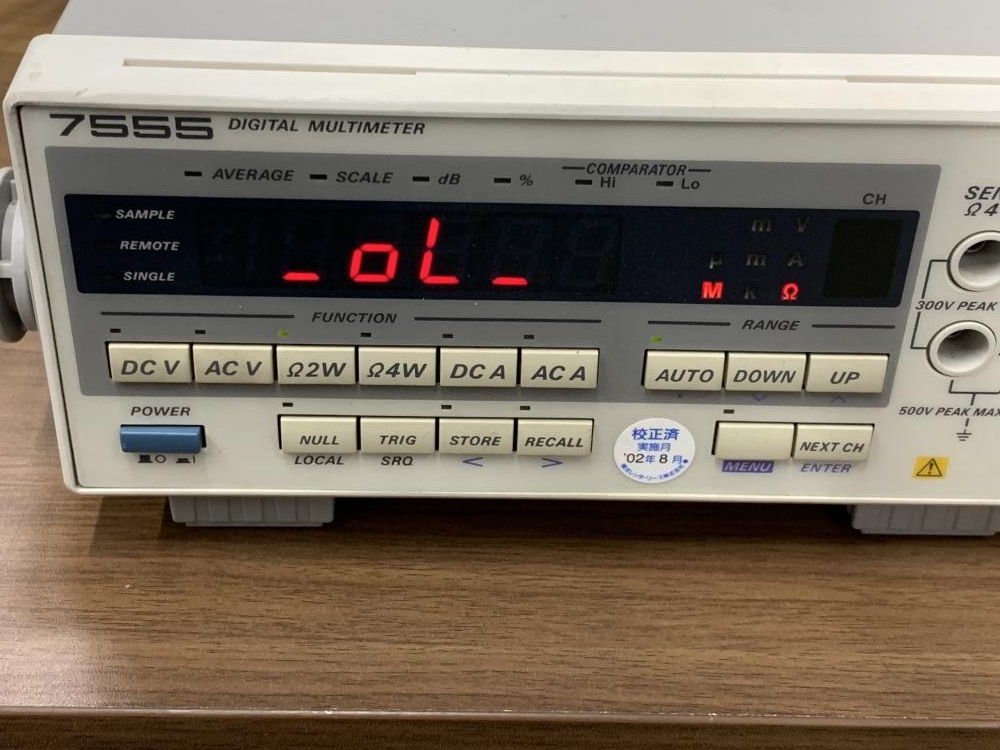 7555 DIGITAL MULTIMETER
AVERAGE SCALE dB % COMPARATOR Hi Lo
CH
SAMPLE
REMOTE
SINGLE
_oL_
m V
μ m A
M k Ω
FUNCTION
RANGE
DC V AC V Ω2W Ω4W DC A AC A
AUTO DOWN UP
POWER
NULL TRIG STORE RECALL
LOCAL SRQ < >
NEXT CH
MENU ENTER
校正済
実施月
'02年8月
300V PEAK
500V PEAK MAX